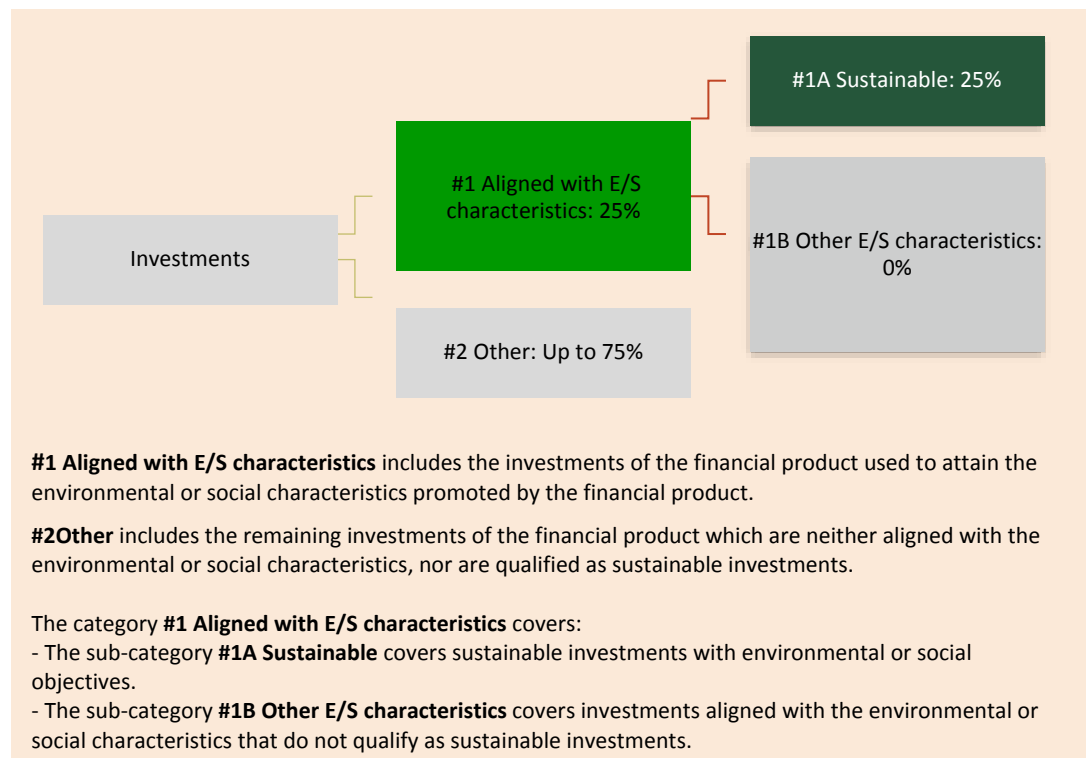 #1A Sustainable: 25%
#1 Aligned with E/S
characteristics: 25%
#1B Other E/S characteristics:
0%
Investments
#2 Other: Up to 75%
#1 Aligned with E/S characteristics includes the investments of the financial product used to attain the
environmental or social characteristics promoted by the financial product.
#2Other includes the remaining investments of the financial product which are neither aligned with the
environmental or social characteristics, nor are qualified as sustainable investments.
The category #1 Aligned with E/S characteristics covers:
- The sub-category #1A Sustainable covers sustainable investments with environmental or social
objectives.
- The sub-category #1B Other E/S characteristics covers investments aligned with the environmental or
social characteristics that do not qualify as sustainable investments.